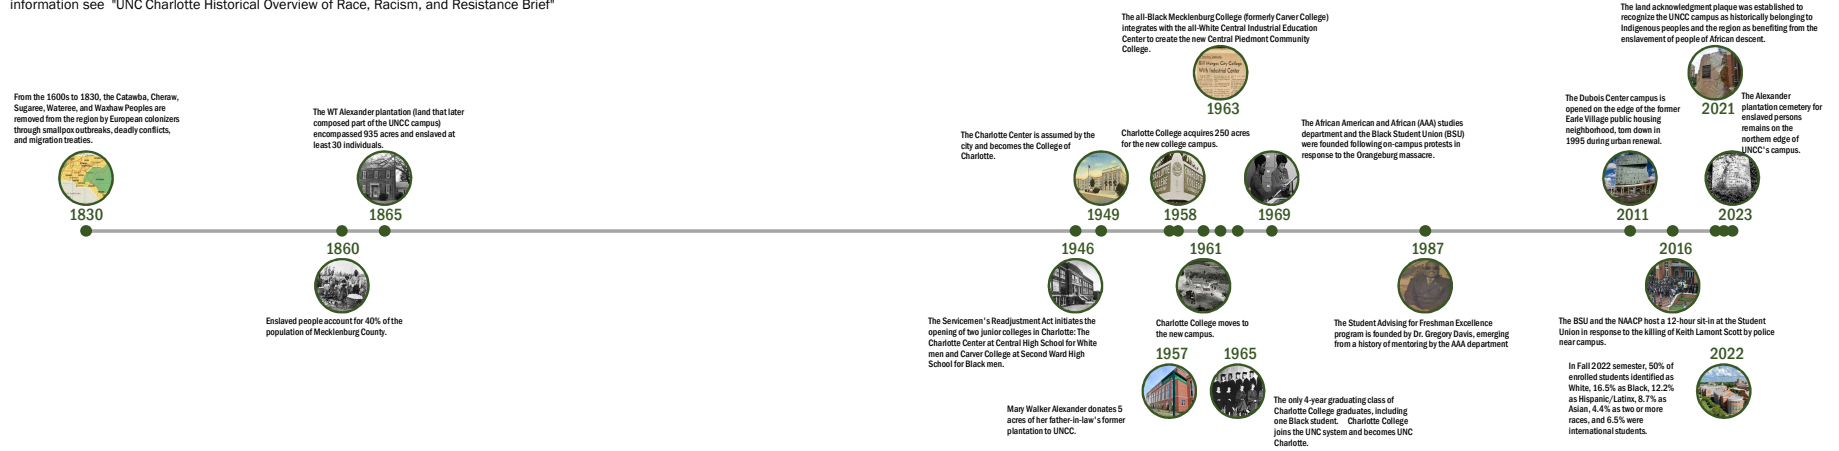 information see "UNC Charlotte Historical Overview of Race, Racism, and Resistance Brief"
From the 1600s to 1830, the Catawba, Cheraw,
Sugaree, Wateree, and Waxhaw Peoples are
removed from the region by European colonizers
through smallpox outbreaks, deadly conflicts,
and migration treaties.
1830
Enslaved people account for 40% of the
population of Mecklenburg County.
1860
The WT Alexander plantation (land that later
composed part of the UNCC campus)
encompassed 935 acres and enslaved at
least 30 individuals.
1865
1946
The Servicemen's Readjustment Act initiates the
opening of two junior colleges in Charlotte: The
Charlotte Center at Central High School for White
men and Carver College at Second Ward High
School for Black men.
The Charlotte Center is assumed by the
city and becomes the College of
Charlotte.
1949
1957
Mary Walker Alexander donates 5
acres of her father-in-law's former
plantation to UNCC.
Charlotte College acquires 250 acres
for the new college campus.
1958
1961
Charlotte College moves to
the new campus.
The all-Black Mecklenburg College (formerly Carver College)
integrates with the all-White Central Industrial Education
Center to create the new Central Piedmont Community
College.
1963
1965
The only 4-year graduating class of
Charlotte College graduates, including
one Black student. Charlotte College
joins the UNC system and becomes UNC
Charlotte.
The African American and African (AAA) studies
department and the Black Student Union (BSU)
were founded following on-campus protests in
response to the Orangeburg massacre.
1969
1987
The Student Advising for Freshman Excellence
program is founded by Dr. Gregory Davis, emerging
from a history of mentoring by the AAA department
The Dubois Center campus is
opened on the edge of the former
Earle Village public housing
neighborhood, torn down in
1995 during urban renewal.
2011
2016
The BSU and the NAACP host a 12-hour sit-in at the Student
Union in response to the killing of Keith Lamont Scott by police
near campus.
The land acknowledgment plaque was established to
recognize the UNCC campus as historically belonging to
Indigenous peoples and the region as benefiting from the
enslavement of people of African descent.
2021
2022
In Fall 2022 semester, 50% of
enrolled students identified as
White, 16.5% as Black, 12.2%
as Hispanic/Latinx, 8.7% as
Asian, 4.4% as two or more
races, and 6.5% were
international students.
The Alexander
plantation cemetery for
enslaved persons
remains on the
northern edge of
UNCC's campus.
2023